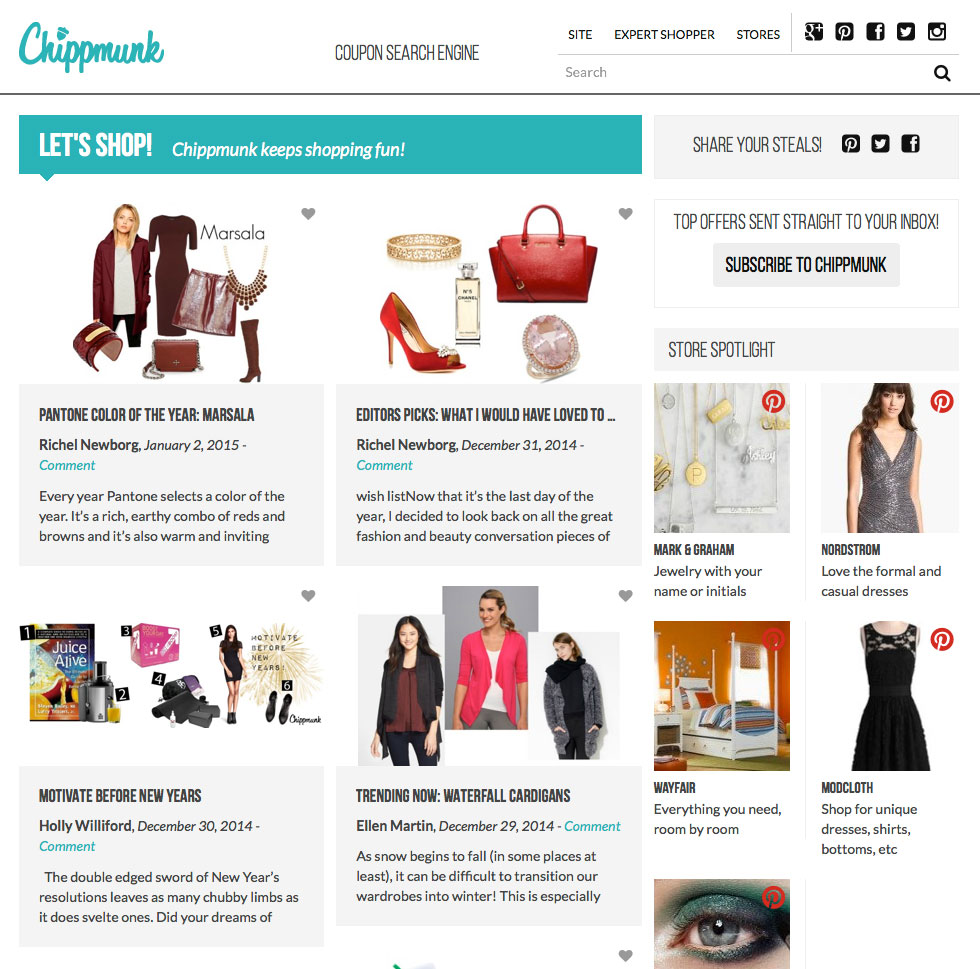 Chippmunk
COUPON SEARCH ENGINE
SITE
EXPERT SHOPPER
STORES
Search
LET'S SHOP!
Chippmunk keeps shopping fun!
SHARE YOUR STEALS!
TOP OFFERS SENT STRAIGHT TO YOUR INBOX!
SUBSCRIBE TO CHIPPMUNK
STORE SPOTLIGHT
Marsala
PANTONE COLOR OF THE YEAR: MARSALA
Richel Newborg, January 2, 2015 -
Comment
Every year Pantone selects a color of the
year. It's a rich, earthy combo of reds and
browns and it's also warm and inviting
N°5
CHANEL
EDITORS PICKS: WHAT I WOULD HAVE LOVED TO ...
Richel Newborg, December 31, 2014 -
Comment
wish listNow that it's the last day of the
year, I decided to look back on all the great
fashion and beauty conversation pieces of
P
Ashley
MARK & GRAHAM
Jewelry with your
name or initials
NORDSTROM
Love the formal and
casual dresses
1
Juice
Alive
2
3
4
5
MOTIVATE
BEFORE
NEW
YEARS!
6
Chippmunk
MOTIVATE BEFORE NEW YEARS
Holly Williford, December 30, 2014 -
Comment
The double edged sword of New Year's
resolutions leaves as many chubby limbs as
it does svelte ones. Did your dreams of
TRENDING NOW: WATERFALL CARDIGANS
Ellen Martin, December 29, 2014 - Comment
As snow begins to fall (in some places at
least), it can be difficult to transition our
wardrobes into winter! This is especially
WAYFAIR
Everything you need,
room by room
MODCLOTH
Shop for unique
dresses, shirts,
bottoms, etc